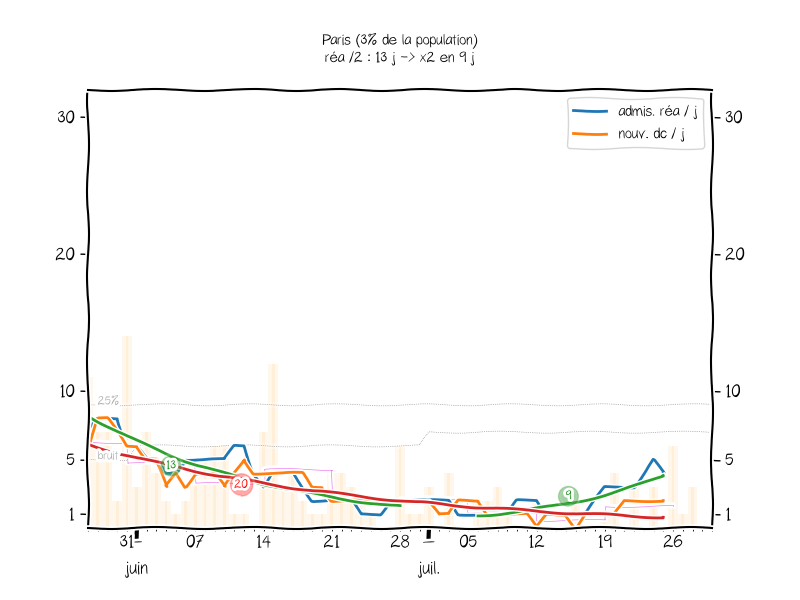 Paris (3% de la population)
réa /2 : 13 j -> x2 en 9 j
admis. réa / j
nouv. dc / j
30 30
20 20
10 10
5 5
1 1
25%
bruit
13
20
9
31 1 07 14 21 28 1 05 12 19 26
juin juil.